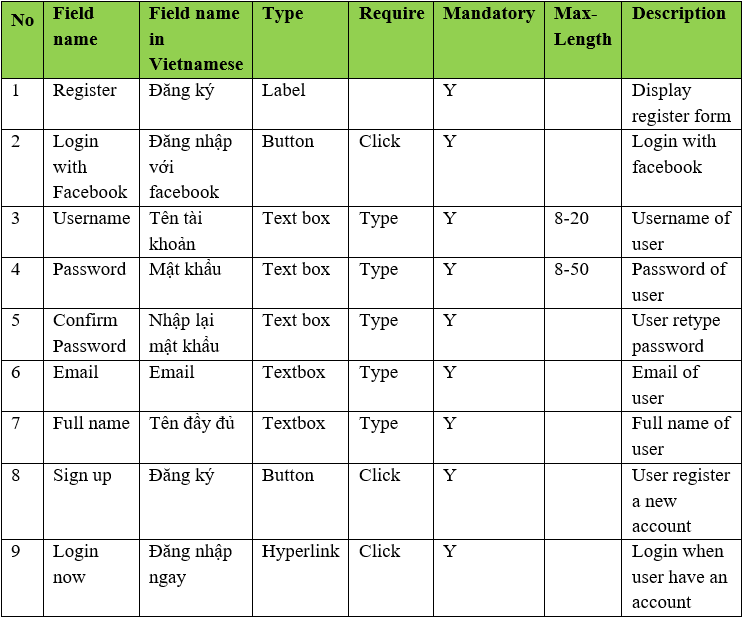 No Field name Field name in Vietnamese Type Require Mandatory Max-Length Description
1 Register Đăng ký Label Y Display register form
2 Login with Facebook Đăng nhập với facebook Button Click Y Login with facebook
3 Username Tên tài khoản Text box Type Y 8-20 Username of user
4 Password Mật khẩu Text box Type Y 8-50 Password of user
5 Confirm Password Nhập lại mật khẩu Text box Type Y User retype password
6 Email Email Textbox Type Y Email of user
7 Full name Tên đầy đủ Textbox Type Y Full name of user
8 Sign up Đăng ký Button Click Y User register a new account
9 Login now Đăng nhập ngay Hyperlink Click Y Login when user have an account